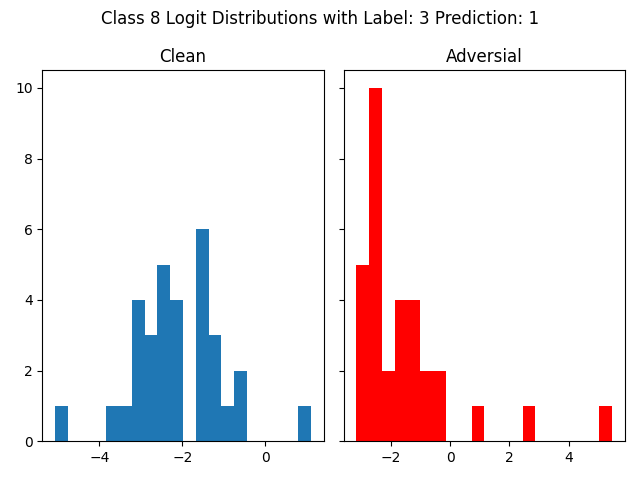 Class 8 Logit Distributions with Label: 3 Prediction: 1
Clean
Adversial
10
8
6
4
2
0
−4 −2 0
−2 0 2 4